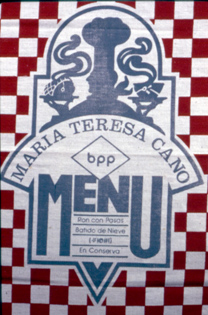 MARIA TERESA CANO
bpp
MENU
Ron con Pasas
Batido de Nieve
En Conserva